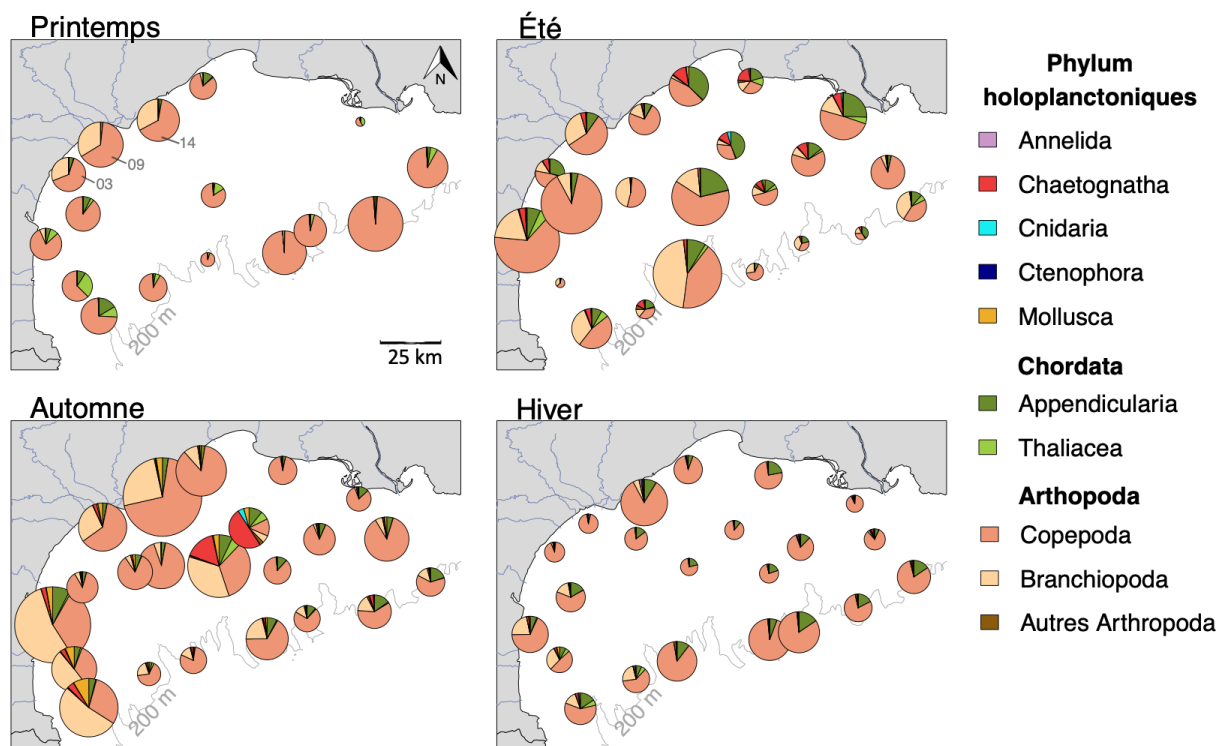 Printemps
N
14
09
03
200 m
25 km
Été
200 m
Automne
200 m
Hiver
200 m
Phylum
holoplanctoniques
Annelida
Chaetognatha
Cnidaria
Ctenophora
Mollusca
Chordata
Appendicularia
Thaliacea
Arthopoda
Copepoda
Branchiopoda
Autres Arthropoda